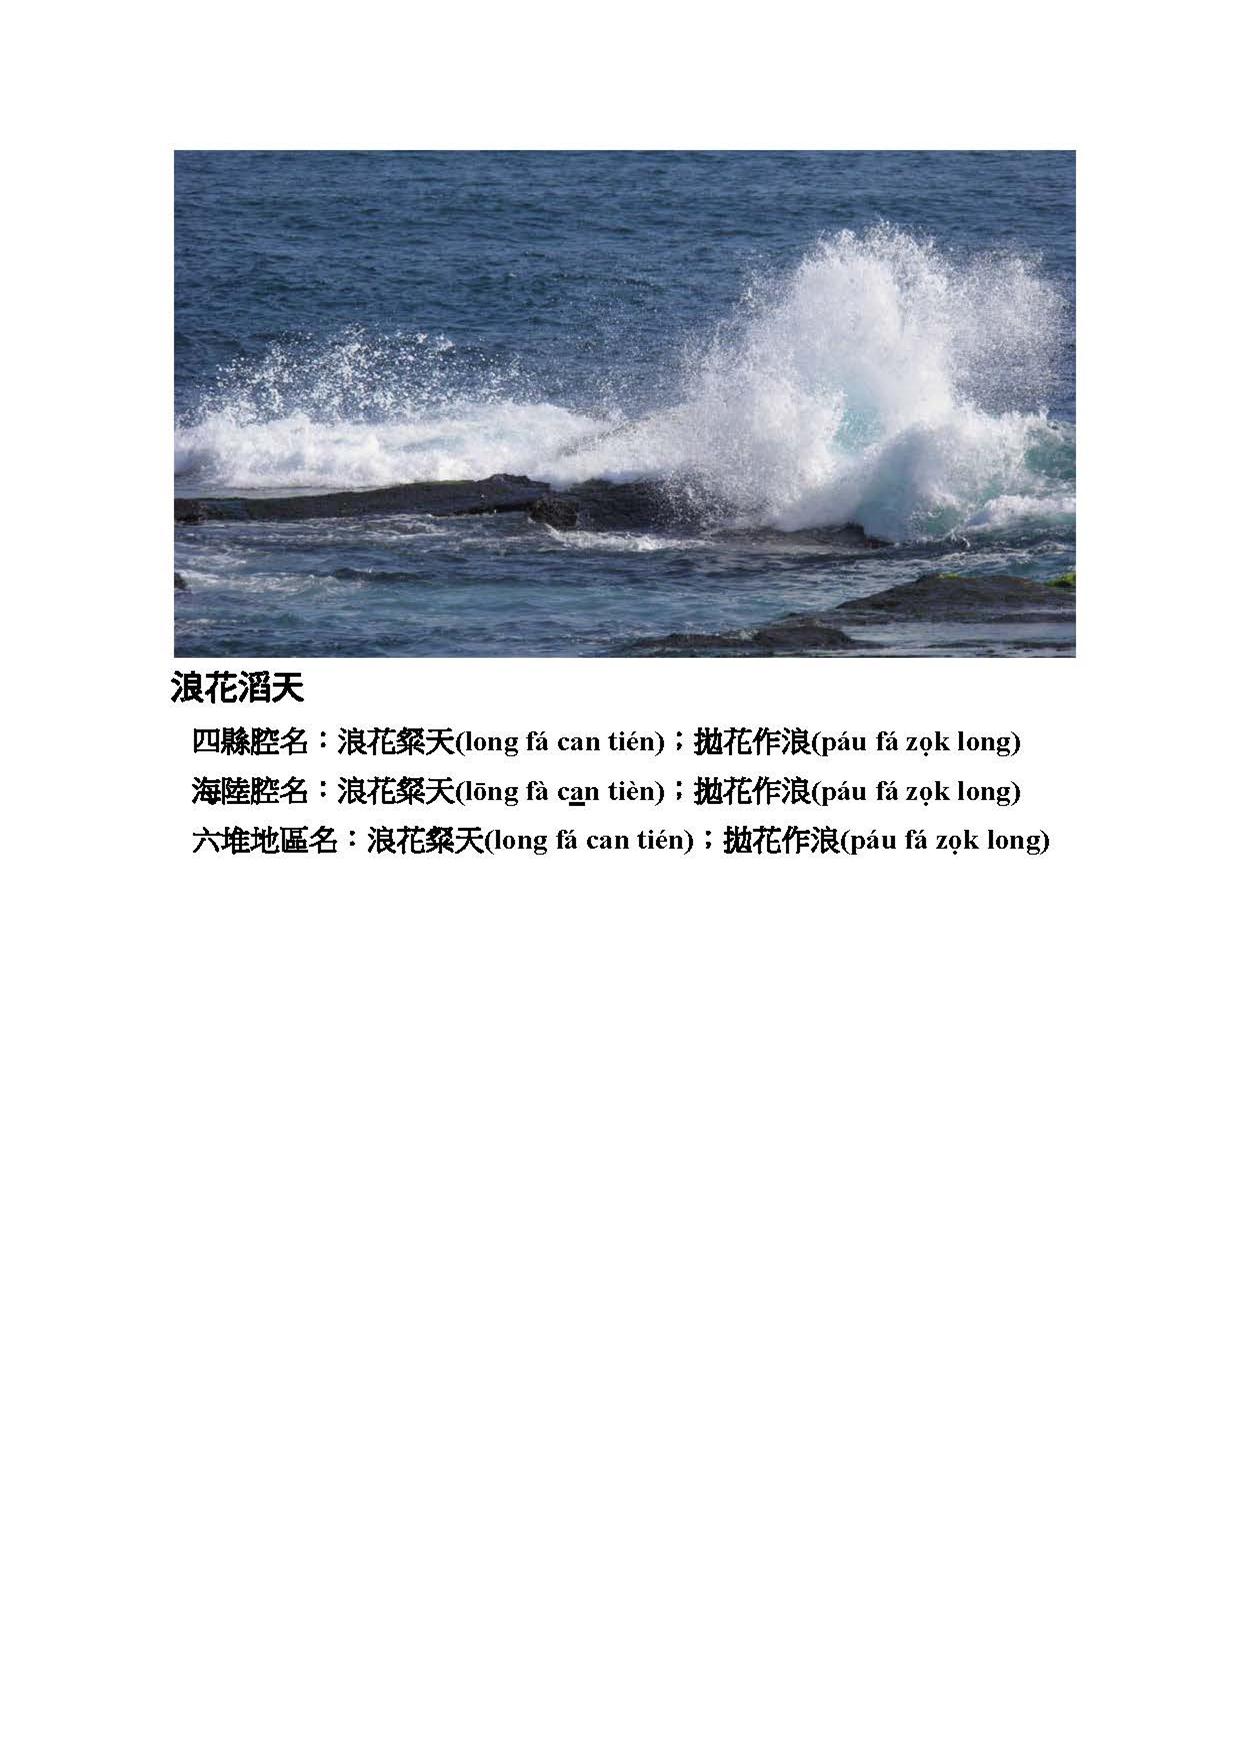 浪花滔天
四縣腔名：浪花粲天(long fá can tién)；拋花作浪(páu fá zọk long)
海陸腔名：浪花粲天(lōng fà ca̲n tièn)；拋花作浪(páu fá zọk long)
六堆地區名：浪花粲天(long fá can tién)；拋花作浪(páu fá zọk long)